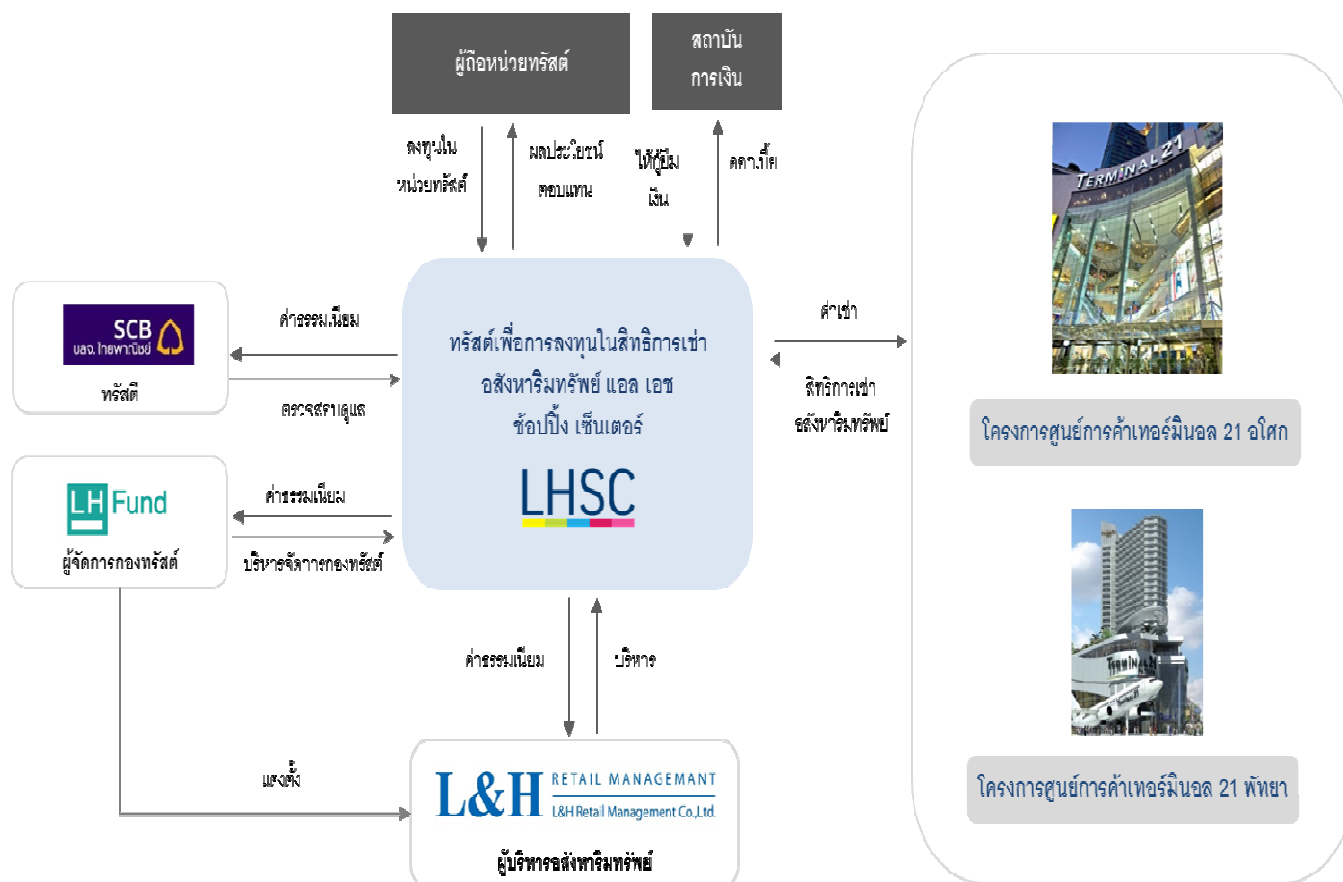 ผู้ถือหน่วยทรัสต์
สถาบัน
การเงิน
ลงทุนใน
หน่วยทรัสต์
ผลประโยชน์
ตอบแทน
ให้กู้ยืม
เงิน
ดอกเบี้ย
SCB
บลจ. ไทยพาณิชย์
ทรัสตี
ค่าธรรมเนียม
ตรวจสอบดูแล
LH Fund
ผู้จัดการกองทรัสต์
ค่าธรรมเนียม
บริหารจัดการกองทรัสต์
ทรัสต์เพื่อการลงทุนในสิทธิการเช่า
อสังหาริมทรัพย์ แอล เอช
ช้อปปิ้ง เซ็นเตอร์
LHSC
ค่าเช่า
สิทธิการเช่า
อสังหาริมทรัพย์
TERMINAL 21
โครงการศูนย์การค้าเทอร์มินอล 21 อโศก
TERMINAL 21
โครงการศูนย์การค้าเทอร์มินอล 21 พัทยา
ค่าธรรมเนียม
บริหาร
แต่งตั้ง
L&H RETAIL MANAGEMANT
L&H Retail Management Co.,Ltd.
ผู้บริหารอสังหาริมทรัพย์